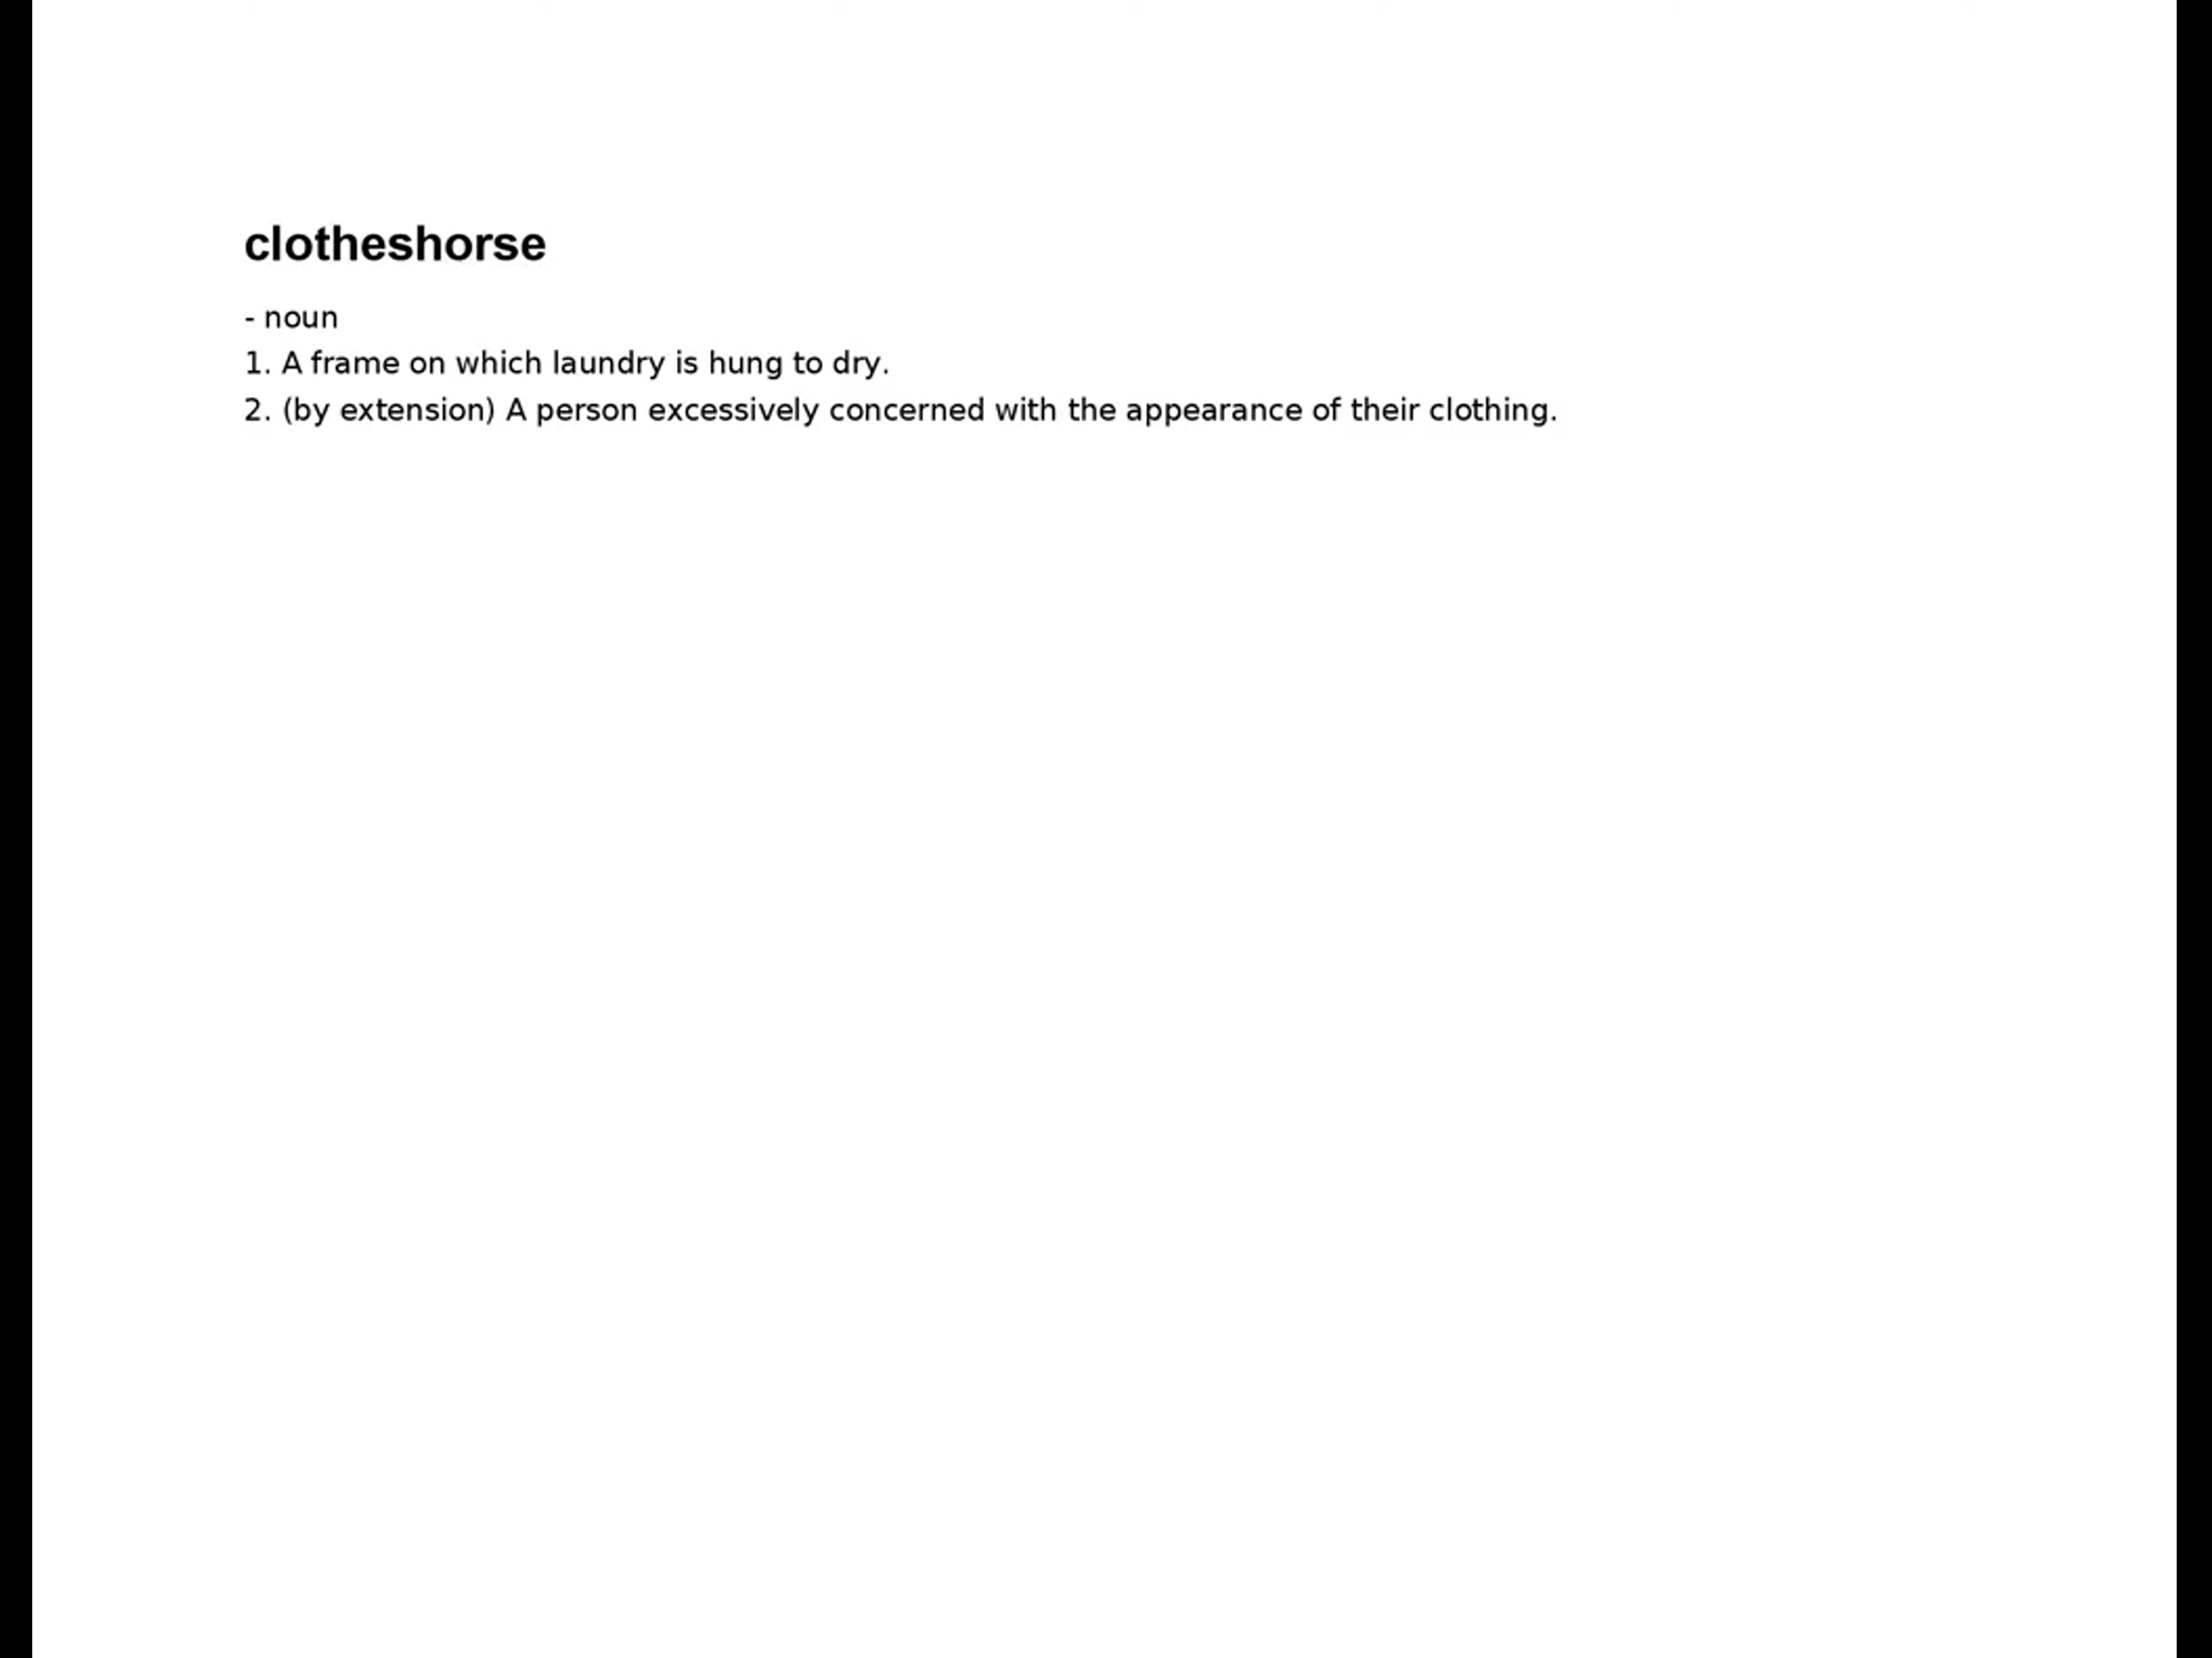 clotheshorse
- noun
1. A frame on which laundry is hung to dry.
2. (by extension) A person excessively concerned with the appearance of their clothing.